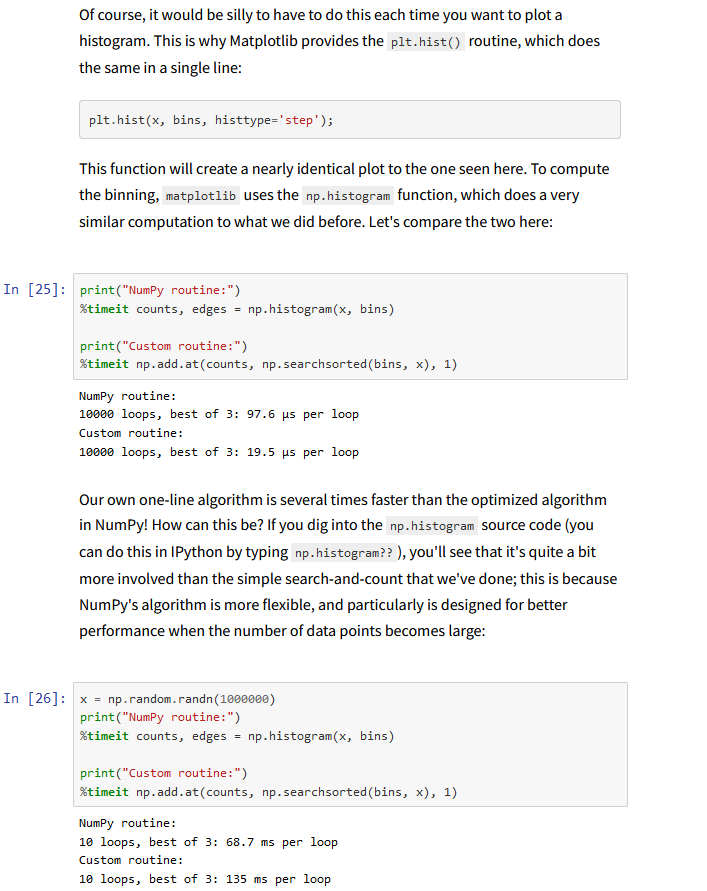 Of course, it would be silly to have to do this each time you want to plot a
histogram. This is why Matplotlib provides the plt.hist() routine, which does
the same in a single line:
plt.hist(x, bins, histtype='step');
This function will create a nearly identical plot to the one seen here. To compute
the binning, matplotlib uses the np.histogram function, which does a very
similar computation to what we did before. Let's compare the two here:
In [25]:
print("NumPy routine:")
%timeit counts, edges = np.histogram(x, bins)
print("Custom routine:")
%timeit np.add.at(counts, np.searchsorted(bins, x), 1)
NumPy routine:
10000 loops, best of 3: 97.6 µs per loop
Custom routine:
10000 loops, best of 3: 19.5 µs per loop
Our own one-line algorithm is several times faster than the optimized algorithm
in NumPy! How can this be? If you dig into the np.histogram source code (you
can do this in IPython by typing np.histogram?? ), you'll see that it's quite a bit
more involved than the simple search-and-count that we've done; this is because
NumPy's algorithm is more flexible, and particularly is designed for better
performance when the number of data points becomes large:
In [26]:
x = np.random.randn(1000000)
print("NumPy routine:")
%timeit counts, edges = np.histogram(x, bins)
print("Custom routine:")
%timeit np.add.at(counts, np.searchsorted(bins, x), 1)
NumPy routine:
10 loops, best of 3: 68.7 ms per loop
Custom routine:
10 loops, best of 3: 135 ms per loop